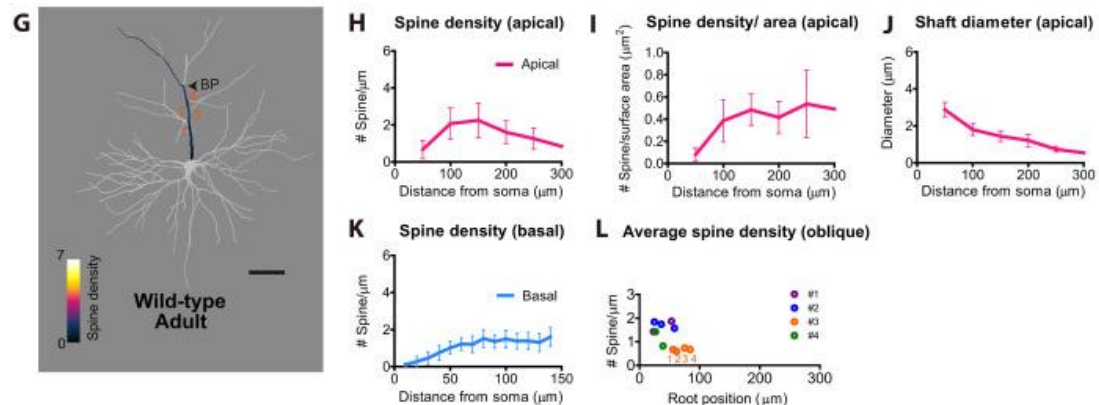 G
BP
7
0
Spine density
Wild-type
Adult
H
Spine density (apical)
# Spine/μm
6
4
2
0
Apical
0
100
200
300
Distance from soma (μm)
I
Spine density/ area (apical)
# Spine/surface area (μm²)
1.0
0.8
0.6
0.4
0.2
0.0
0
100
200
300
Distance from soma (μm)
J
Shaft diameter (apical)
Diameter (μm)
6
4
2
0
0
100
200
300
Distance from soma (μm)
K
Spine density (basal)
# Spine/μm
6
4
2
0
Basal
0
50
100
150
Distance from soma (μm)
L
Average spine density (oblique)
# Spine/μm
3
2
1
0
#1
#2
#3
#4
1 2 3 4
0
100
200
300
Root position (μm)